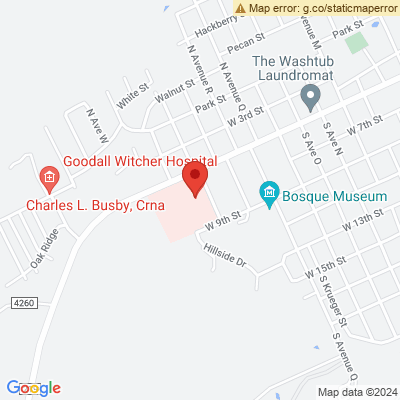 Map error: g.co/staticmaperror
Hackberry S
Park St
Pecan St
N Avenue R
N Avenue Q
S Avenue M
The Washtub
Laundromat
White St
Walnut St
Park St
W 3rd St
N Ave W
S Ave O
S Ave N
W 7th St
Goodall Witcher Hospital
Charles L. Busby, Crna
Bosque Museum
W 9th St
W 13th St
Hillside Dr
Oak Ridge
W 15th St
4260
S Krueger St
S Avenue Q
Google
Map data ©2024